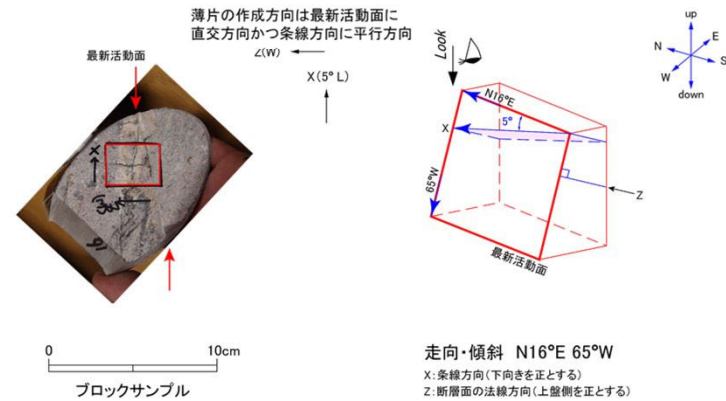 薄片の作成方向は最新活動面に
直交方向かつ条線方向に平行方向
Z(W)
X(5°L)
最新活動面
X
0
10cm
ブロックサンプル
Look
N16°E
5°
X
65°W
Z
最新活動面
up
E
N
S
W
down
走向・傾斜 N16°E 65°W
X:条線方向(下向きを正とする)
Z:断層面の法線方向(上盤側を正とする)